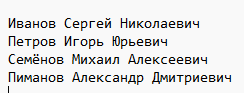 Иванов Сергей Николаевич
Петров Игорь Юрьевич
Семёнов Михаил Алексеевич
Пиманов Александр Дмитриевич